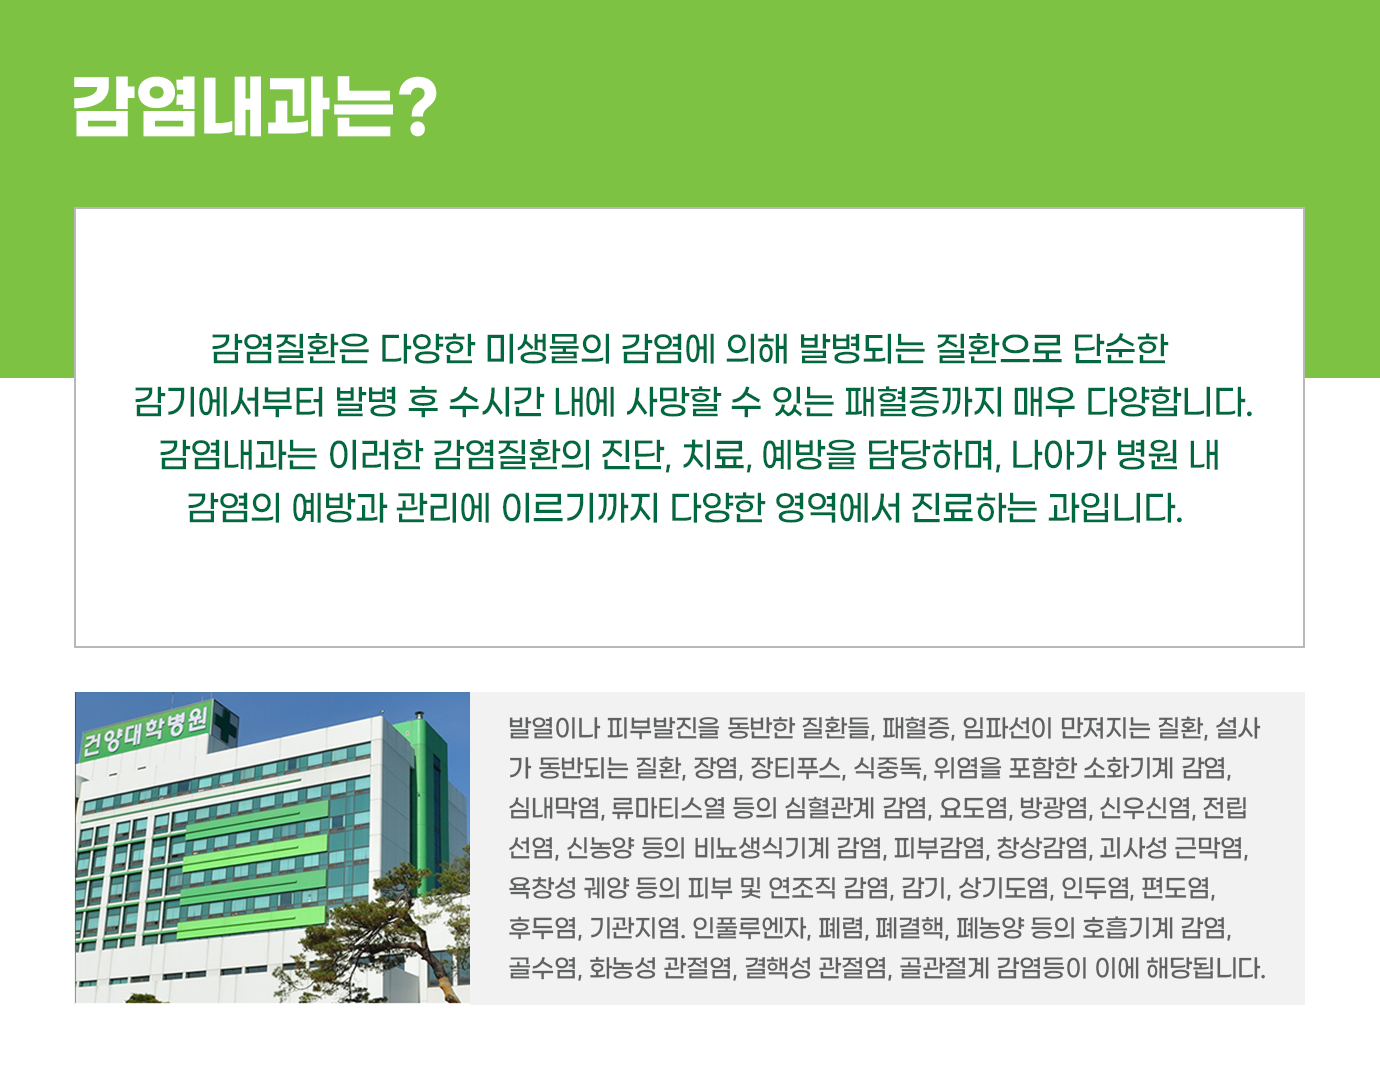 감염내과는?
감염질환은 다양한 미생물의 감염에 의해 발병되는 질환으로 단순한
감기에서부터 발병 후 수시간 내에 사망할 수 있는 패혈증까지 매우 다양합니다.
감염내과는 이러한 감염질환의 진단, 치료, 예방을 담당하며, 나아가 병원 내
감염의 예방과 관리에 이르기까지 다양한 영역에서 진료하는 과입니다.
건양대학병원
발열이나 피부발진을 동반한 질환들, 패혈증, 임파선이 만져지는 질환, 설사
가 동반되는 질환, 장염, 장티푸스, 식중독, 위염을 포함한 소화기계 감염,
심내막염, 류마티스열 등의 심혈관계 감염, 요도염, 방광염, 신우신염, 전립
선염, 신농양 등의 비뇨생식기계 감염, 피부감염, 창상감염, 괴사성 근막염,
욕창성 궤양 등의 피부 및 연조직 감염, 감기, 상기도염, 인두염, 편도염,
후두염, 기관지염. 인풀루엔자, 폐렴, 폐결핵, 폐농양 등의 호흡기계 감염,
골수염, 화농성 관절염, 결핵성 관절염, 골관절계 감염등이 이에 해당됩니다.